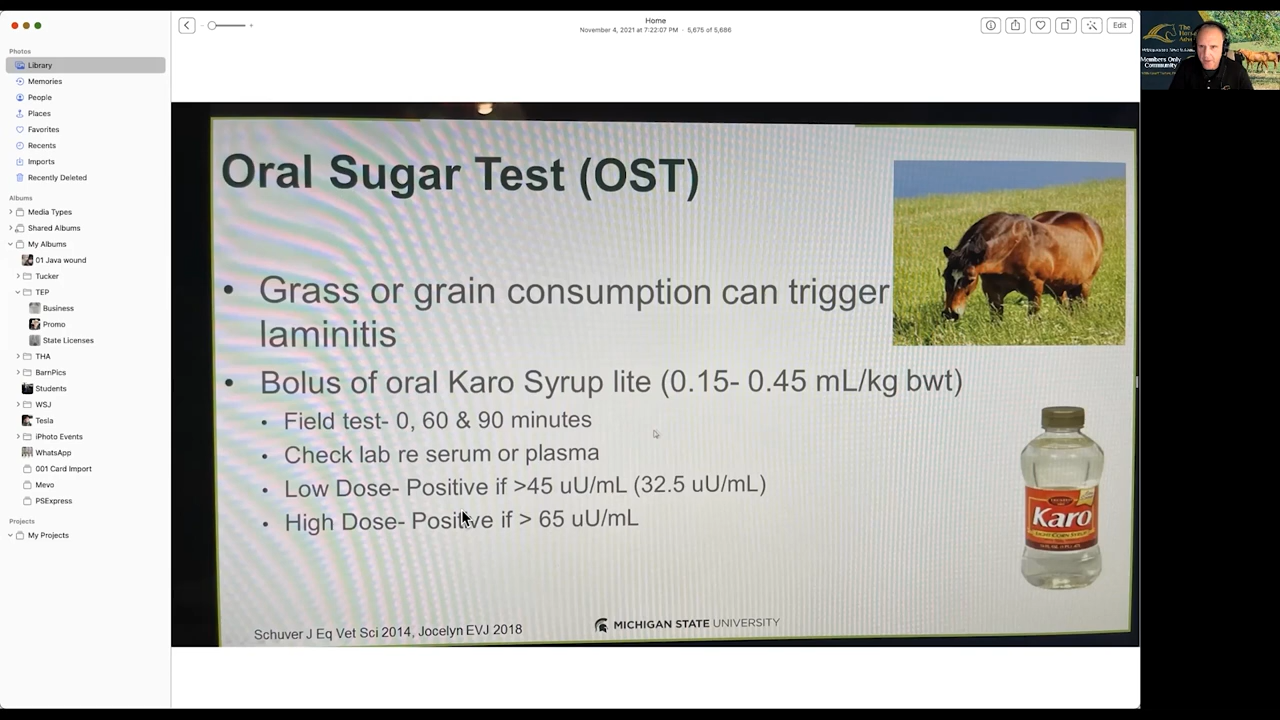 Home
November 4, 2021 at 7:22:07 PM · 5,675 of 5,686
Edit
Photos
Library
Memories
People
Places
Favorites
Recents
Imports
Recently Deleted
Albums
Media Types
Shared Albums
My Albums
01 Java wound
Tucker
TEP
Business
Promo
State Licenses
THA
BarnPics
Students
WSJ
Tesla
iPhoto Events
WhatsApp
001 Card Import
Mevo
PSExpress
Projects
My Projects
Oral Sugar Test (OST)
• Grass or grain consumption can trigger
laminitis
• Bolus of oral Karo Syrup lite (0.15- 0.45 mL/kg bwt)
• Field test- 0, 60 & 90 minutes
• Check lab re serum or plasma
• Low Dose- Positive if >45 uU/mL (32.5 uU/mL)
• High Dose- Positive if > 65 uU/mL
Karo
Schuver J Eq Vet Sci 2014, Jocelyn EVJ 2018
MICHIGAN STATE UNIVERSITY
The
Members Only
Community